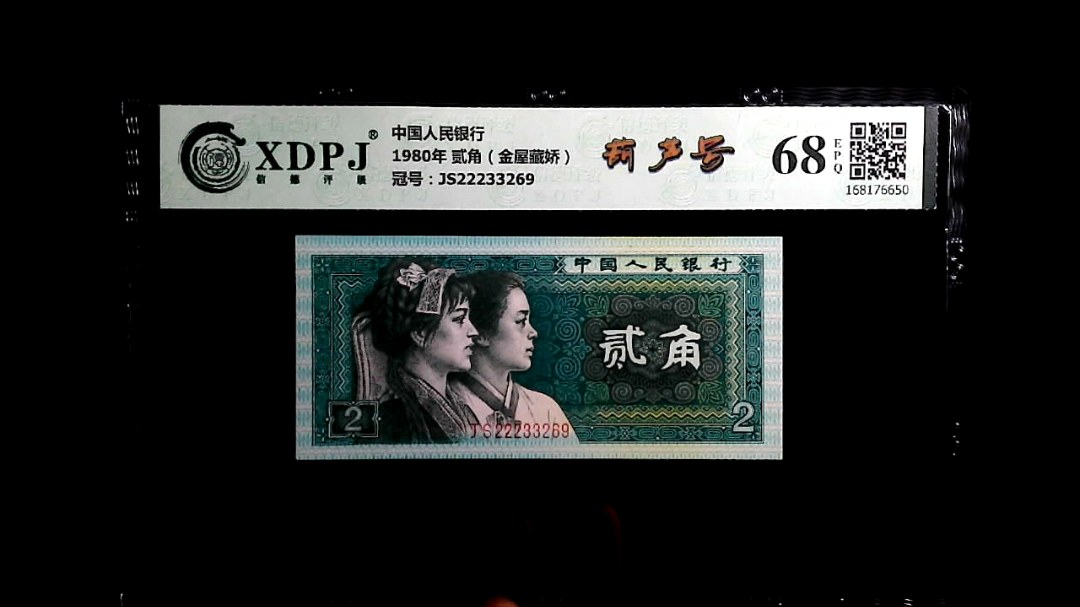 XDPJ®
信德评级
中国人民银行
1980年 贰角（金屋藏娇）
冠号：JS22233269
葫芦号
68
EPQ
168176650
中国人民银行
贰角
2
2
JS22233269